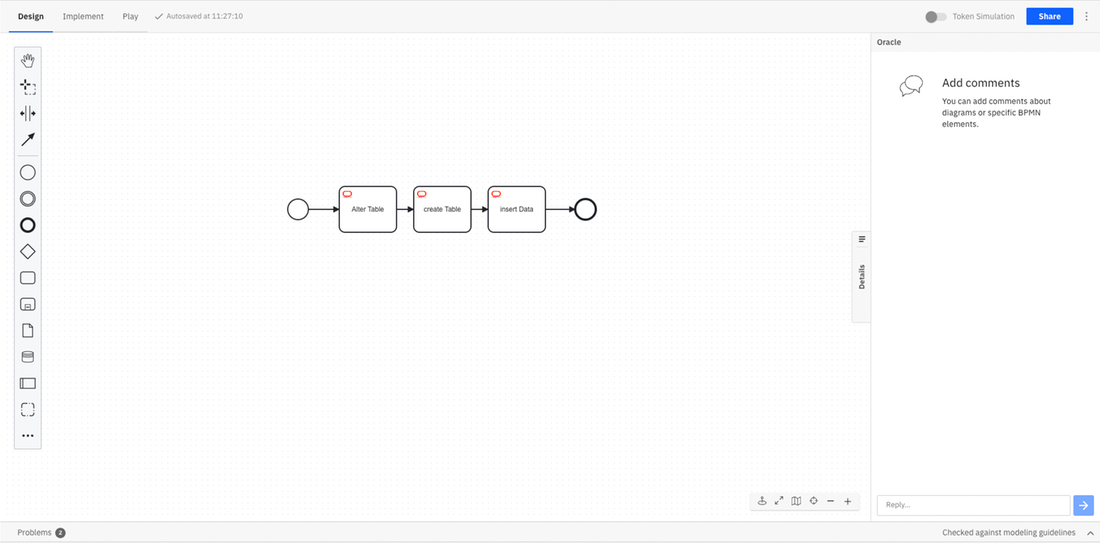 Design Implement Play Autosaved at 11:27:10 Token Simulation Share
Oracle
Add comments
You can add comments about
diagrams or specific BPMN
elements.
Alter Table create Table insert Data
Details
Reply...
Problems 2 Checked against modeling guidelines